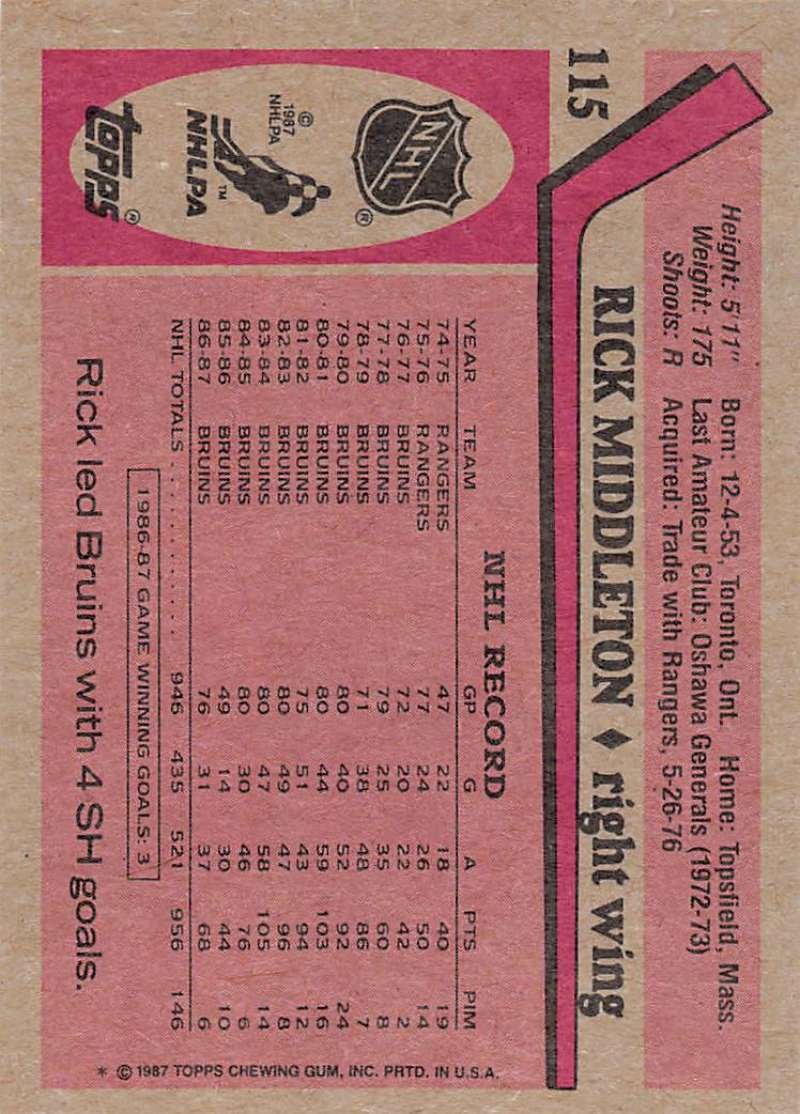 115
Height: 5'11" Born: 12-4-53, Toronto, Ont. Home: Topsfield, Mass.
Weight: 175 Last Amateur Club: Oshawa Generals (1972-73)
Shoots: R Acquired: Trade with Rangers, 5-26-76
RICK MIDDLETON ♦ right wing
NHL
®
© 1987 NHLPA
NHLPA
TM
TOPPS
®
NHL RECORD
YEAR TEAM GP G A PTS PIM
74-75 RANGERS 47 22 18 40 19
75-76 RANGERS 77 24 26 50 14
76-77 BRUINS 72 20 22 42 2
77-78 BRUINS 79 25 35 60 8
78-79 BRUINS 71 38 48 86 7
79-80 BRUINS 80 40 52 92 24
80-81 BRUINS 80 44 59 103 16
81-82 BRUINS 75 51 43 94 12
82-83 BRUINS 80 49 47 96 8
83-84 BRUINS 80 47 58 105 14
84-85 BRUINS 80 30 46 76 6
85-86 BRUINS 49 14 30 44 10
86-87 BRUINS 76 31 37 68 6
NHL TOTALS . . . . . . . . . . . 946 435 521 956 146
1986-87 GAME WINNING GOALS: 3
Rick led Bruins with 4 SH goals.
* © 1987 TOPPS CHEWING GUM, INC. PRTD. IN U.S.A.